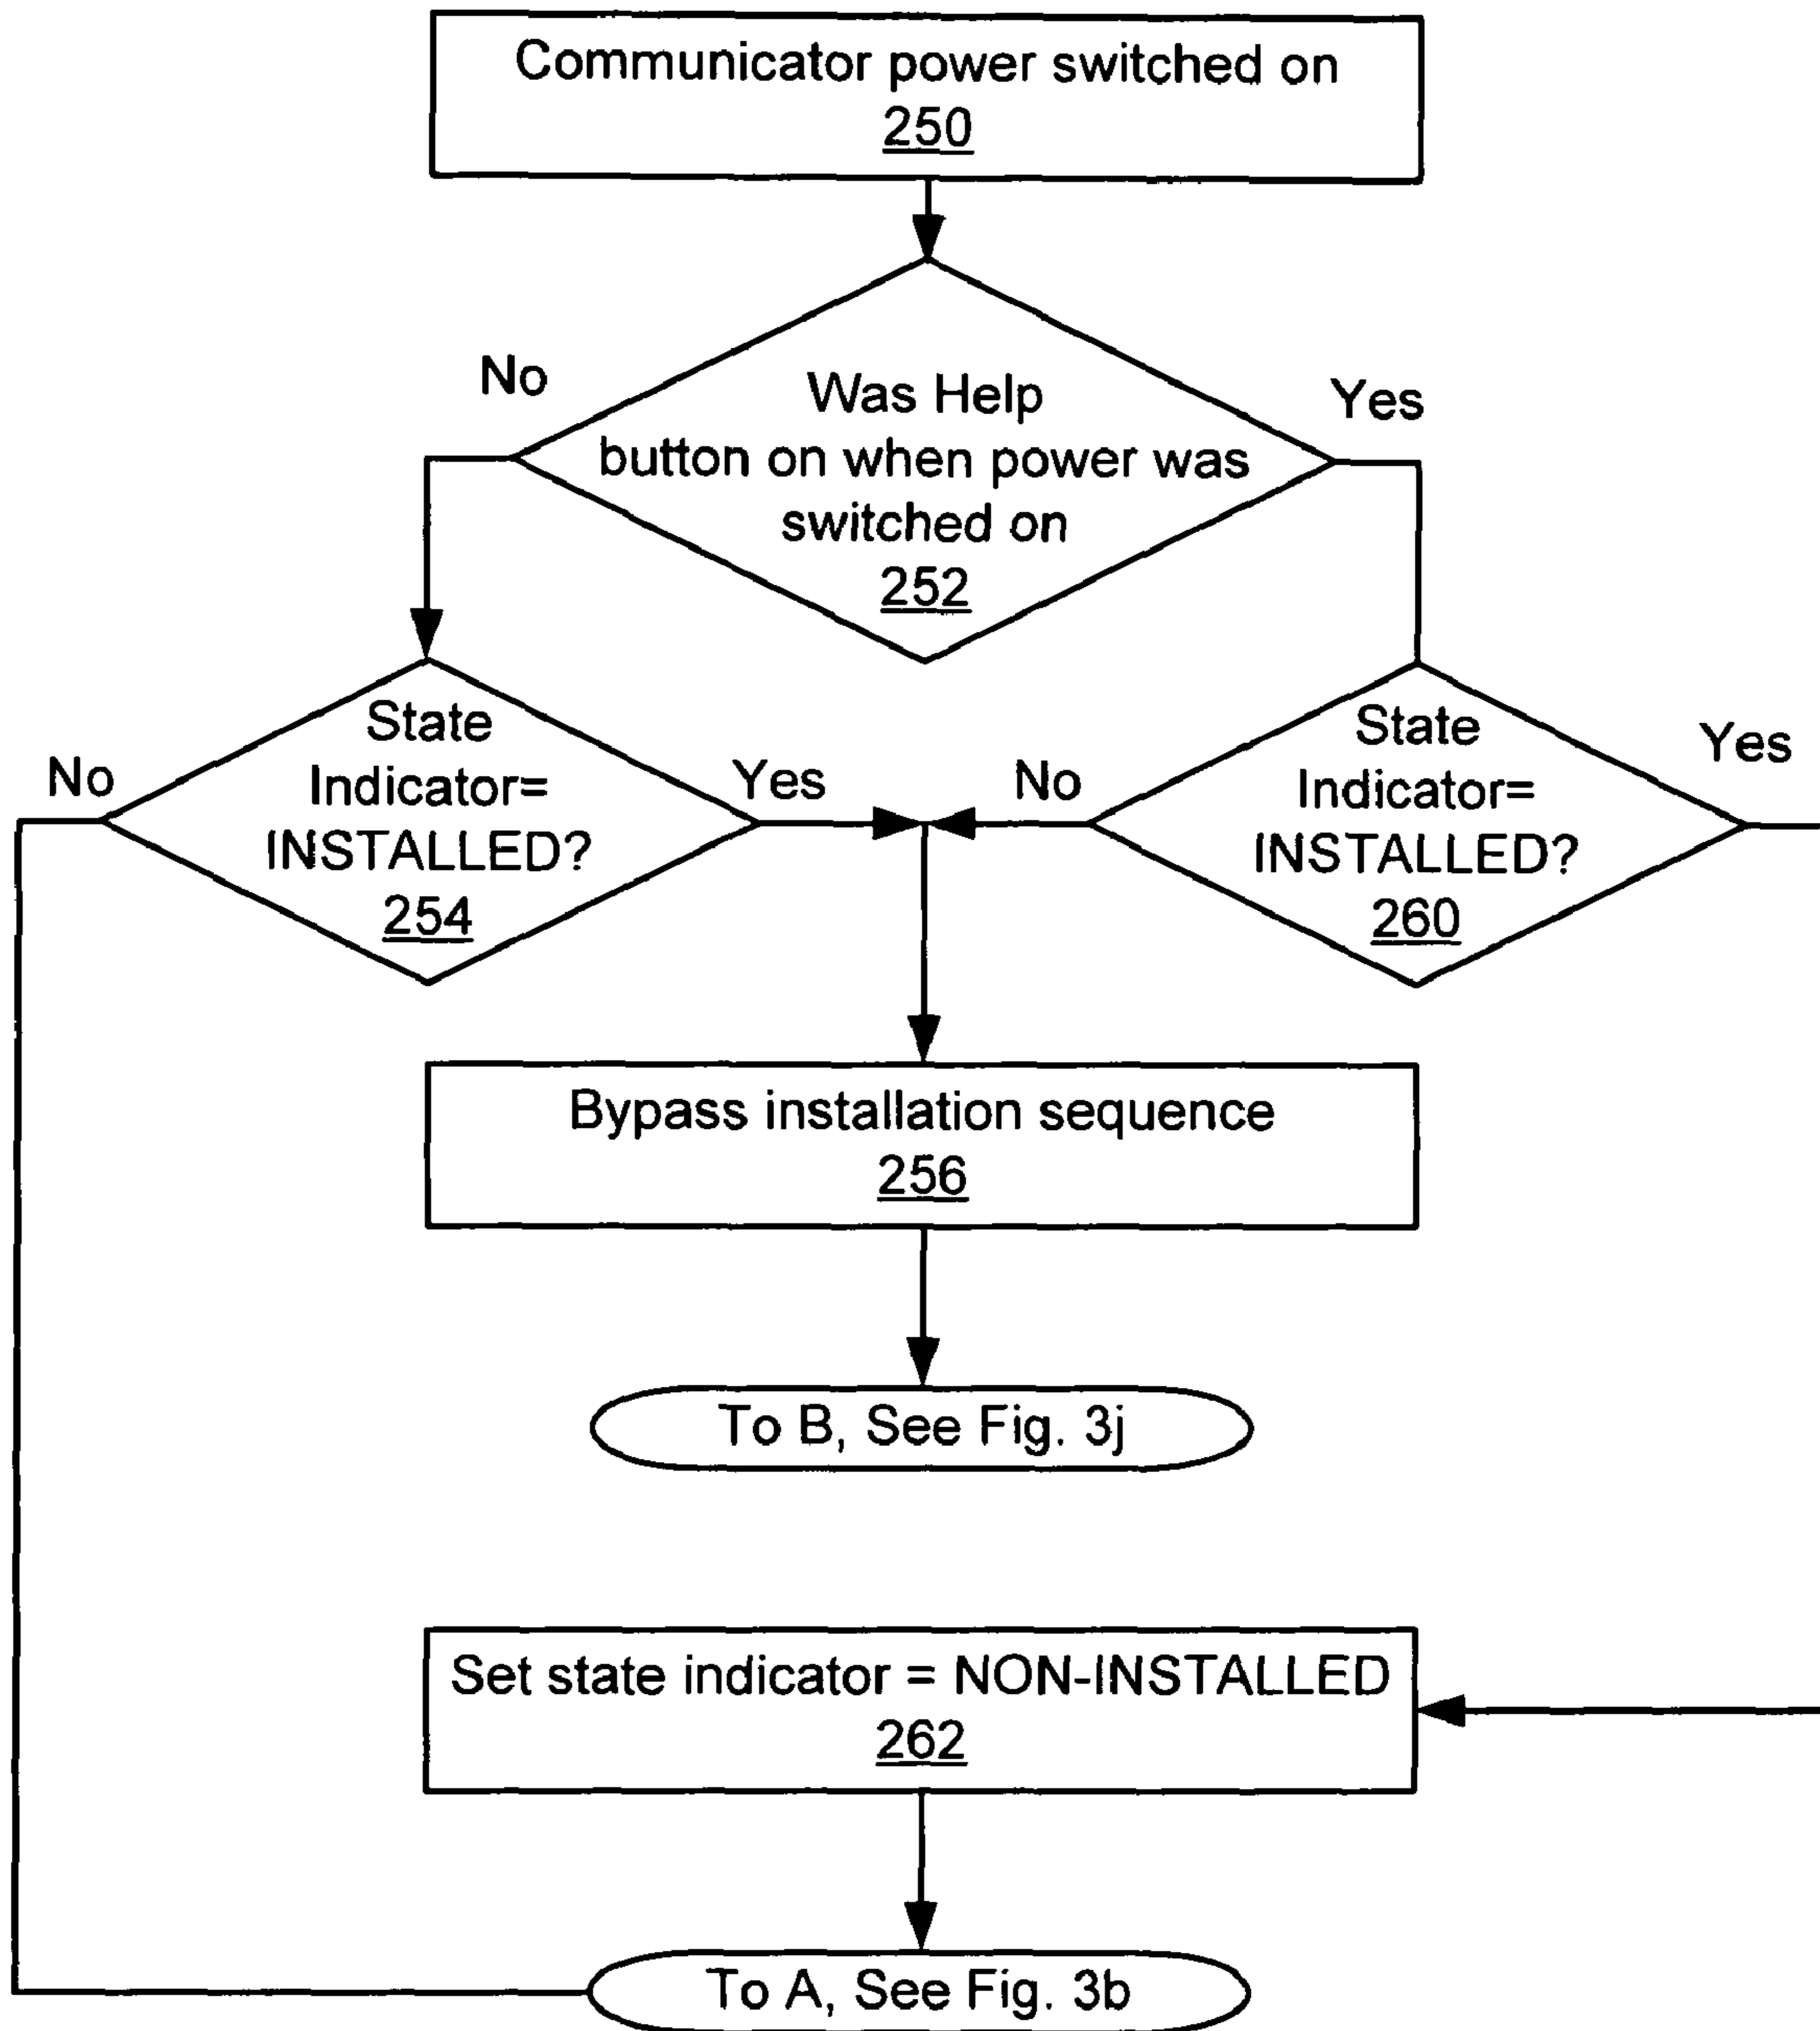 Communicator power switched on
250
No
Yes
Was Help
button on when power was
switched on
252
No
State
Indicator=
INSTALLED?
254
Yes
No
State
Indicator=
INSTALLED?
260
Yes
Bypass installation sequence
256
To B, See Fig. 3j
Set state indicator = NON-INSTALLED
262
To A, See Fig. 3b